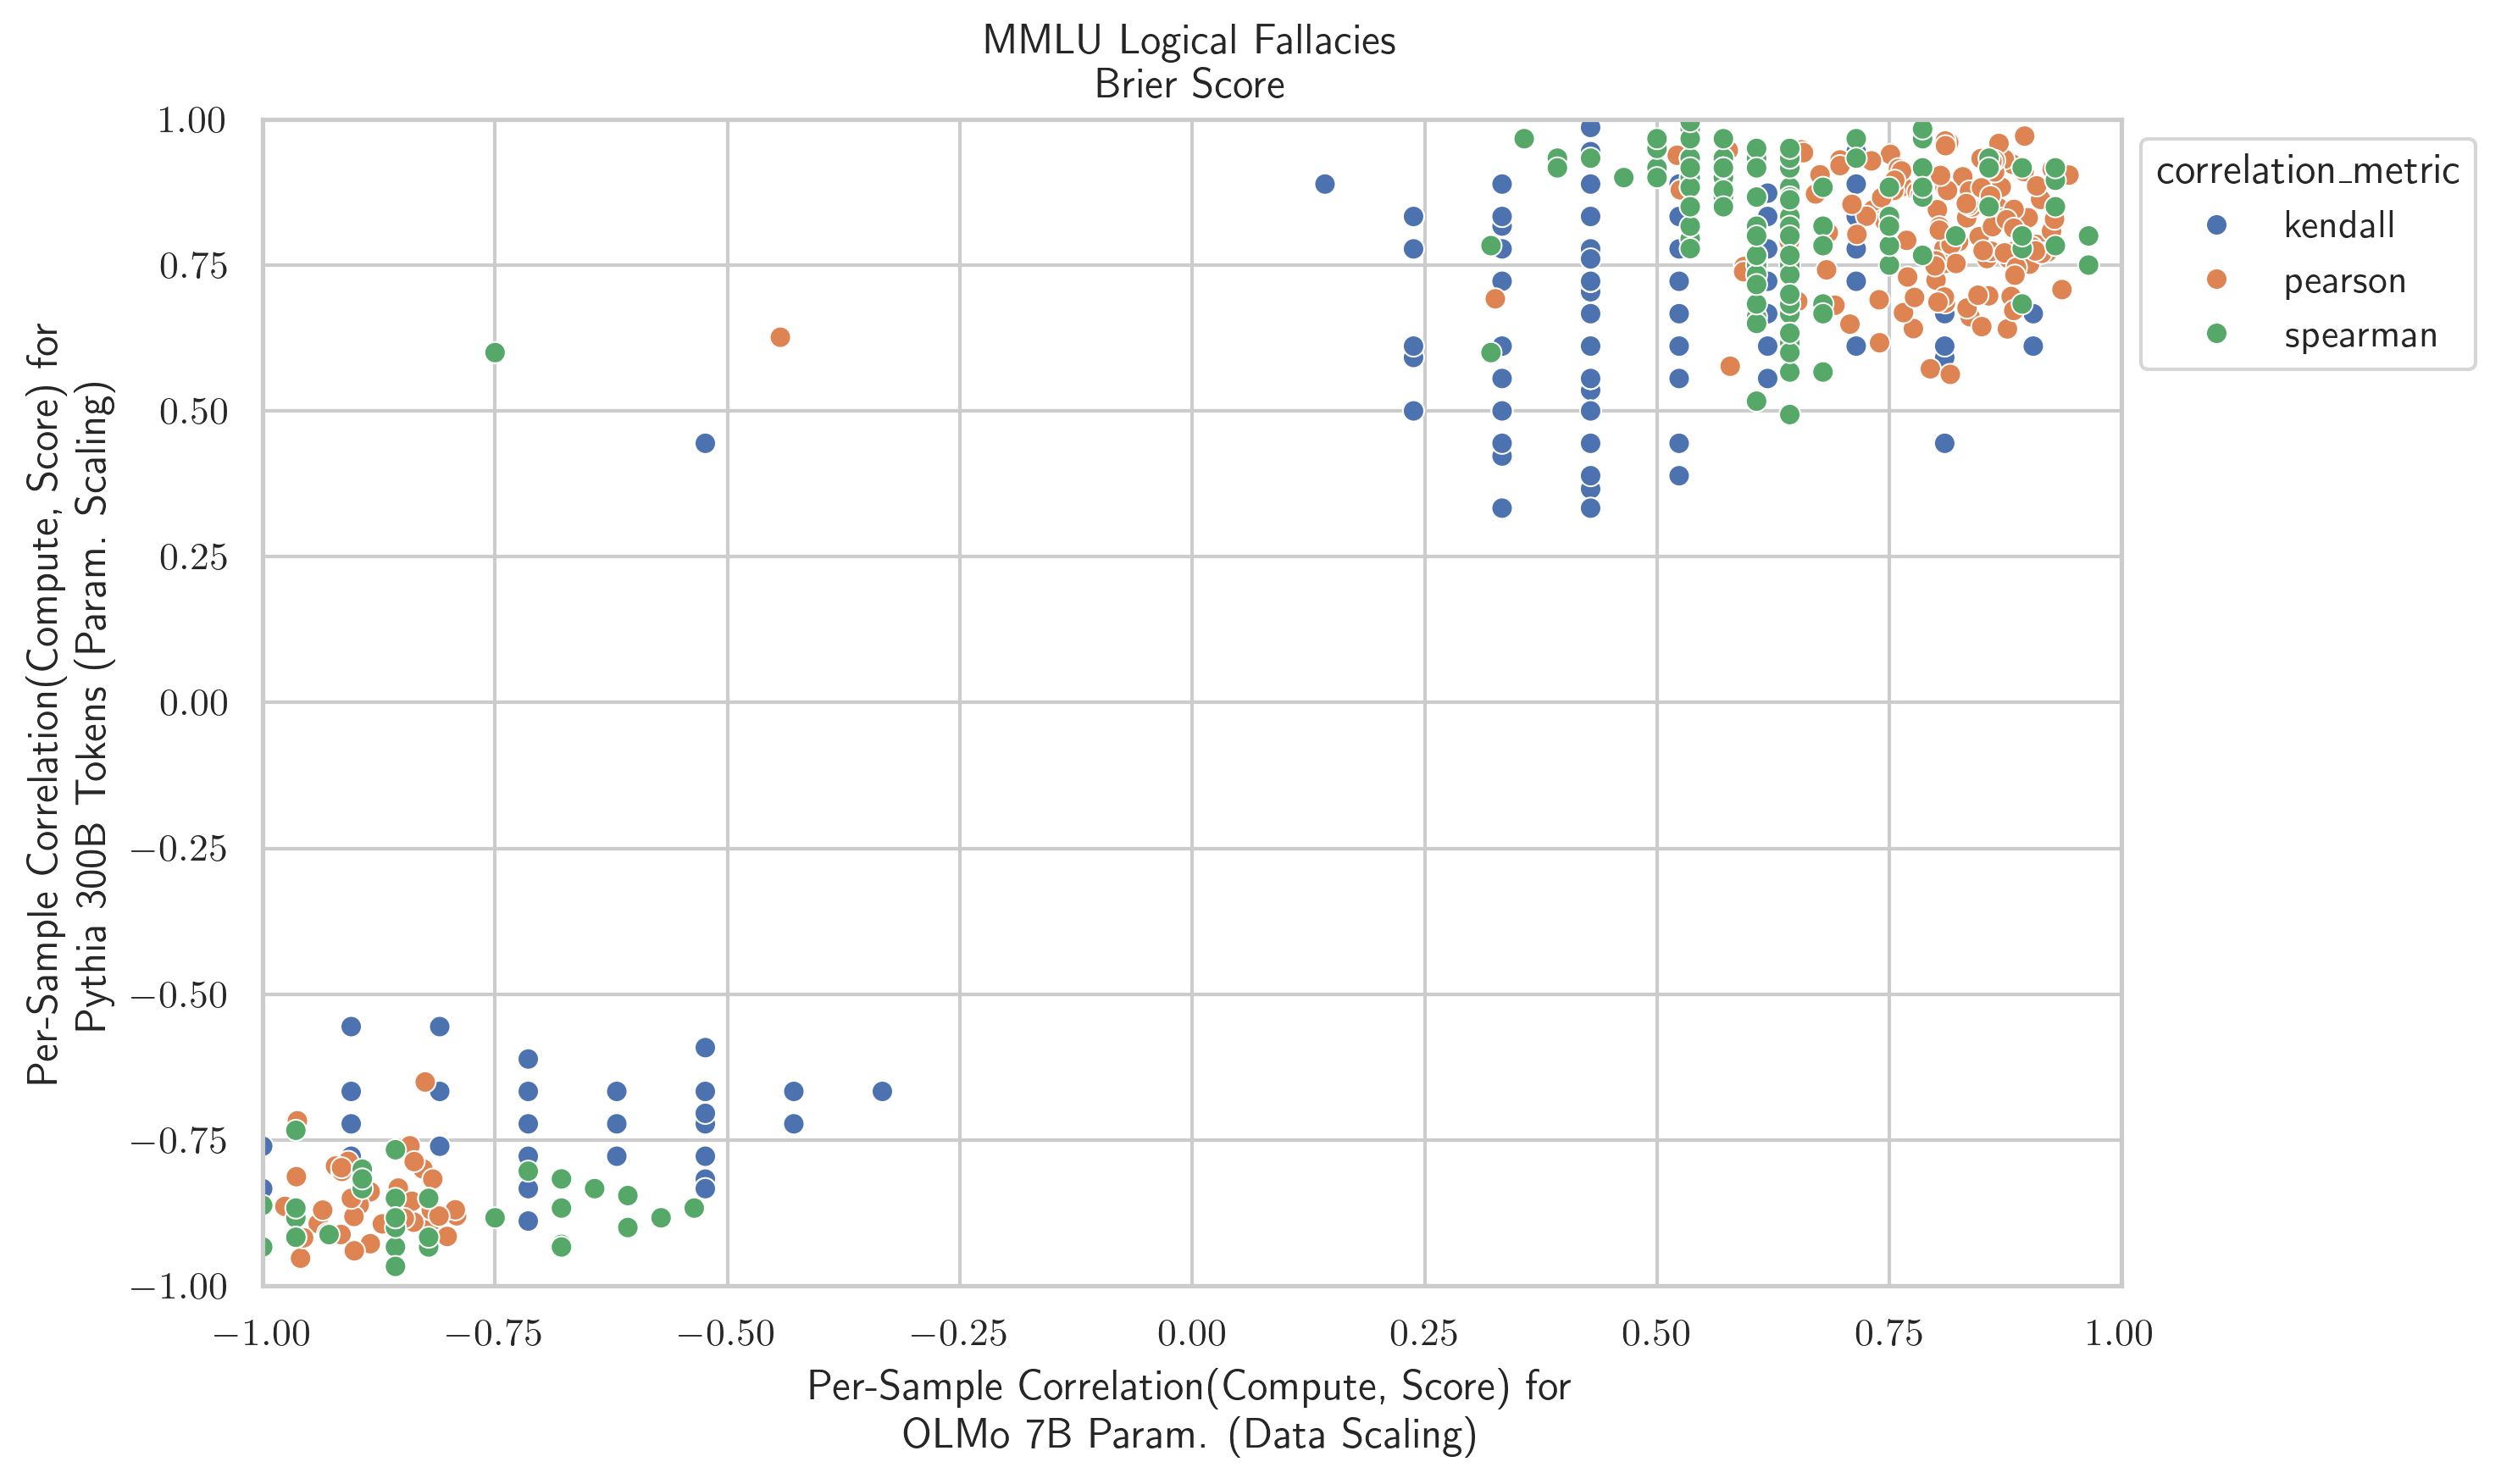 MMLU Logical Fallacies
Brier Score
Per-Sample Correlation(Compute, Score) for
Pythia 300B Tokens (Param. Scaling)
1.00
0.75
0.50
0.25
0.00
−0.25
−0.50
−0.75
−1.00
−1.00 −0.75 −0.50 −0.25 0.00 0.25 0.50 0.75 1.00
Per-Sample Correlation(Compute, Score) for
OLMo 7B Param. (Data Scaling)
correlation_metric
kendall
pearson
spearman